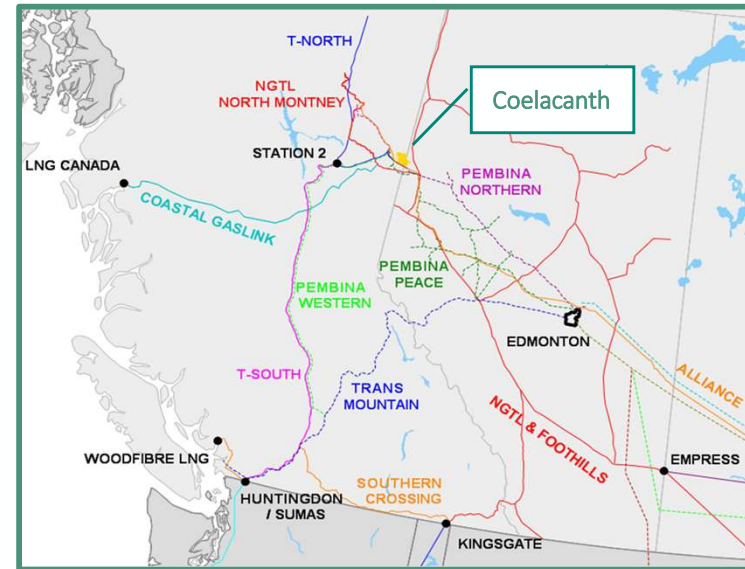 T-NORTH
NGTL
NORTH MONTNEY
Coelacanth
STATION 2
LNG CANADA
PEMBINA
NORTHERN
COASTAL GASLINK
PEMBINA
PEACE
PEMBINA
WESTERN
EDMONTON
ALLIANCE
T-SOUTH
TRANS
MOUNTAIN
NGTL & FOOTHILLS
WOODFIBRE LNG
EMPRESS
SOUTHERN
CROSSING
HUNTINGDON
/ SUMAS
KINGSGATE